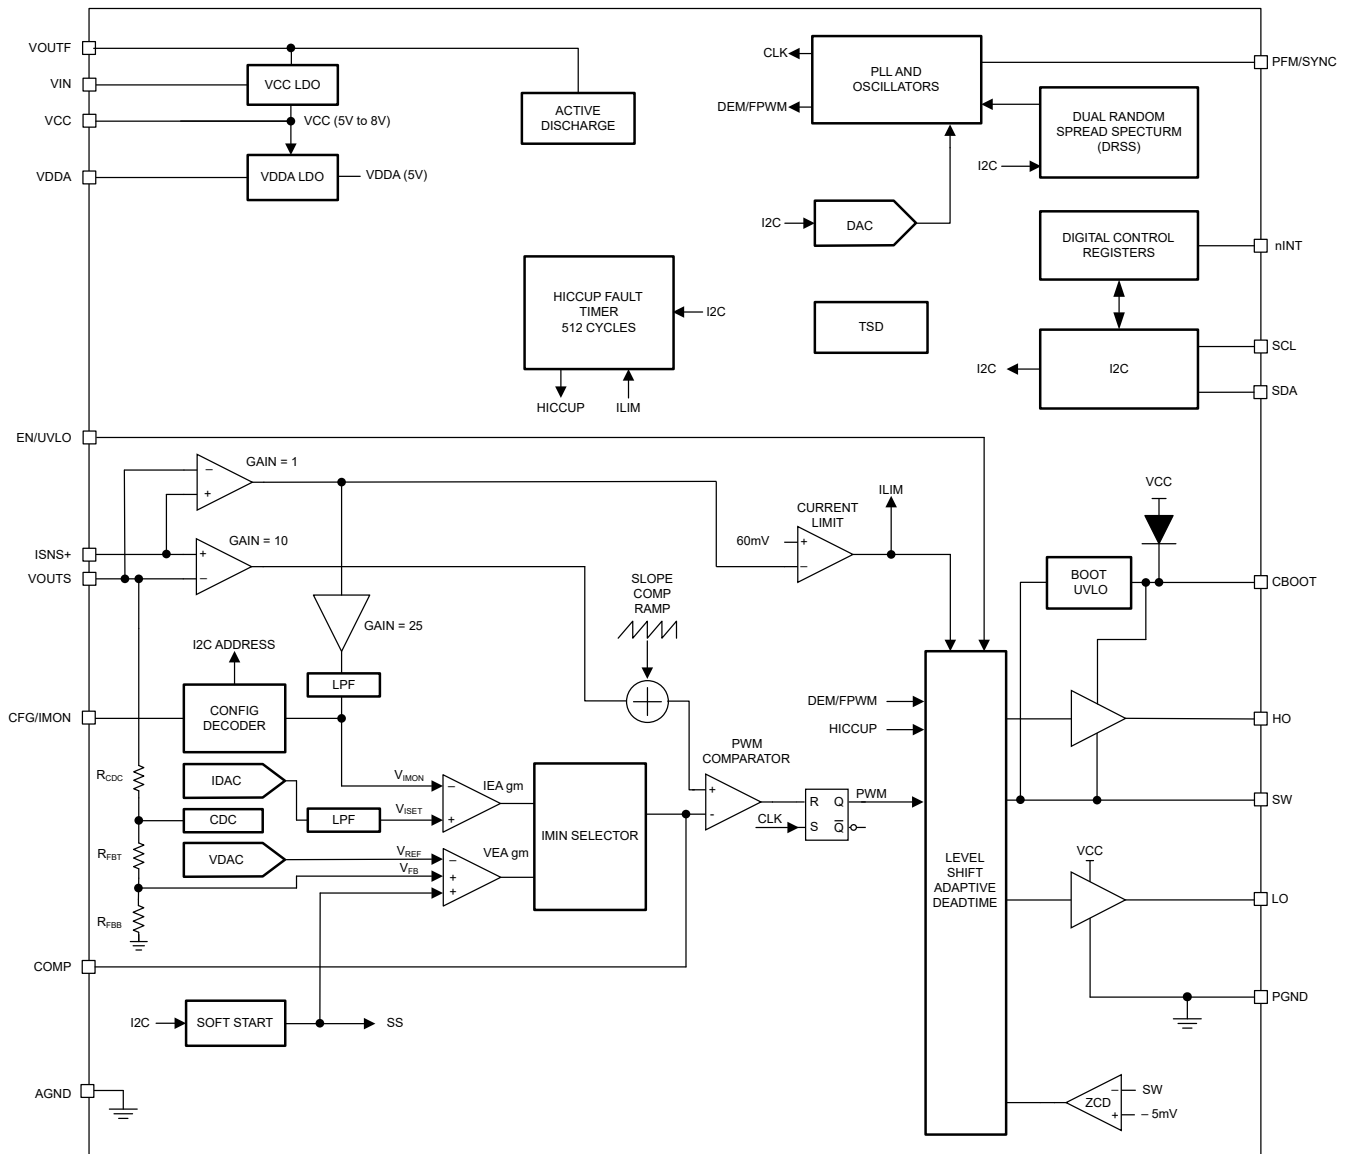 VOUTF
VIN
VCC
VDDA
VCC LDO
VCC (5V to 8V)
VDDA LDO
VDDA (5V)
ACTIVE
DISCHARGE
CLK
DEM/FPWM
PLL AND
OSCILLATORS
PFM/SYNC
DUAL RANDOM
SPREAD SPECTURM
(DRSS)
I2C
I2C
DAC
DIGITAL CONTROL
REGISTERS
nINT
HICCUP FAULT
TIMER
512 CYCLES
I2C
HICCUP
ILIM
TSD
I2C
I2C
SCL
SDA
EN/UVLO
– 
+
GAIN = 1
ISNS+
VOUTS
+
–
GAIN = 10
GAIN = 25
LPF
CURRENT
LIMIT
60mV
+
–
ILIM
SLOPE
COMP
RAMP
VCC
BOOT
UVLO
CBOOT
I2C ADDRESS
CFG/IMON
CONFIG
DECODER
DEM/FPWM
HICCUP
HO
PWM
COMPARATOR
+
-
R Q
S Q̅
PWM
CLK
SW
RCDC
IDAC
CDC
LPF
VIMON
VISET
–
+
IEA gm
IMIN SELECTOR
RFBT
VDAC
VREF
VFB
–
+
+
VEA gm
RFBB
LEVEL
SHIFT
ADAPTIVE
DEADTIME
VCC
LO
COMP
PGND
I2C
SOFT START
SS
AGND
ZCD
–
+
SW
– 5mV